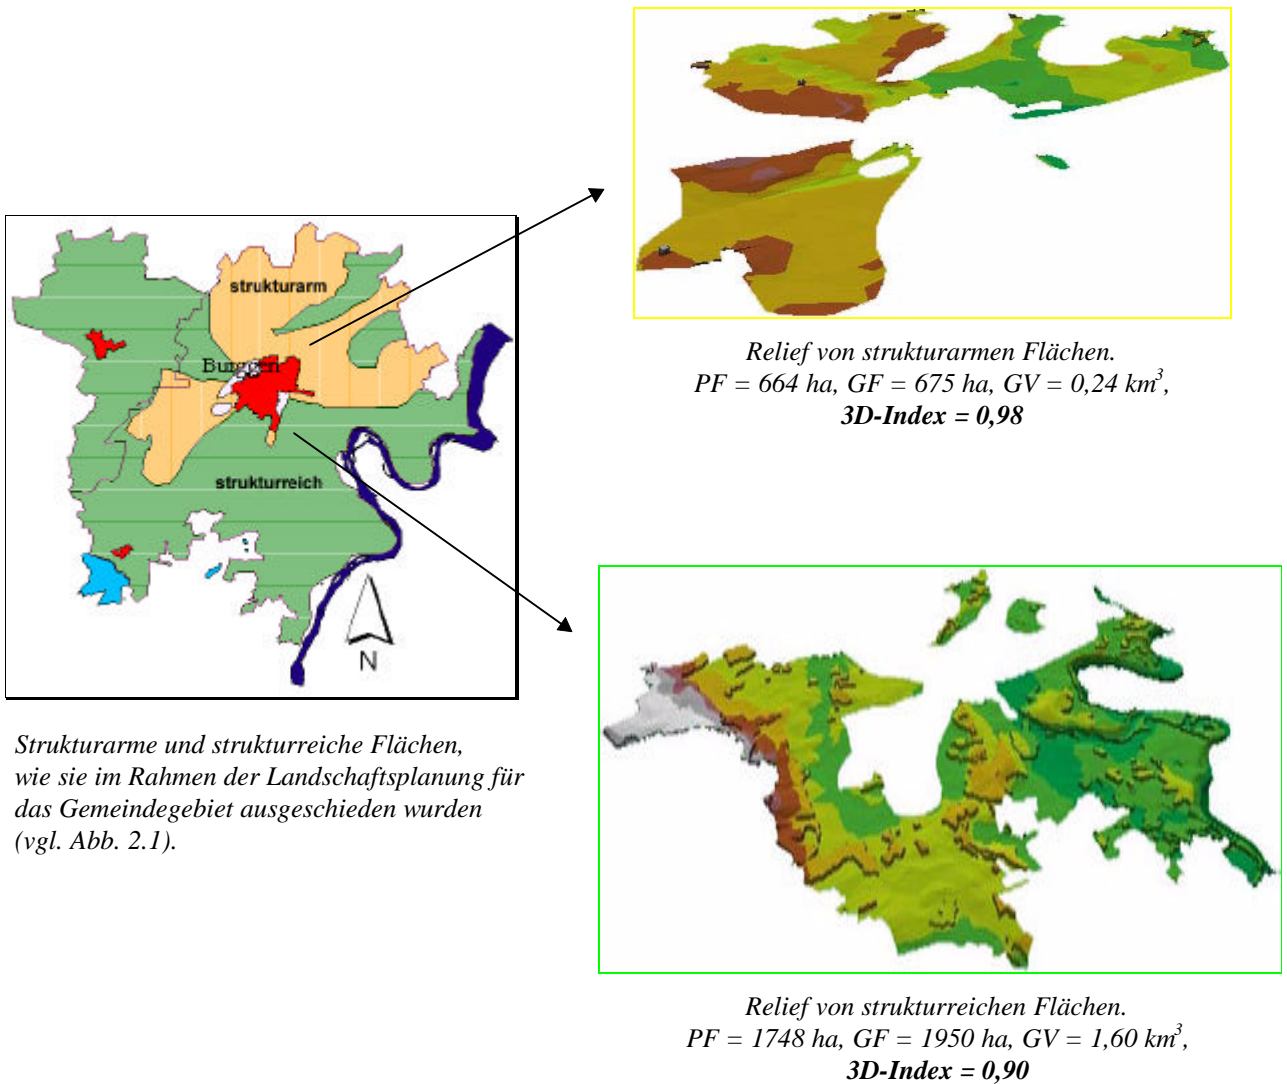 strukturarm
Burggen
strukturreich
N
Strukturarme und strukturreiche Flächen,
wie sie im Rahmen der Landschaftsplanung für
das Gemeindegebiet ausgeschieden wurden
(vgl. Abb. 2.1).
Relief von strukturarmen Flächen.
PF = 664 ha, GF = 675 ha, GV = 0,24 km³,
3D-Index = 0,98
Relief von strukturreichen Flächen.
PF = 1748 ha, GF = 1950 ha, GV = 1,60 km³,
3D-Index = 0,90